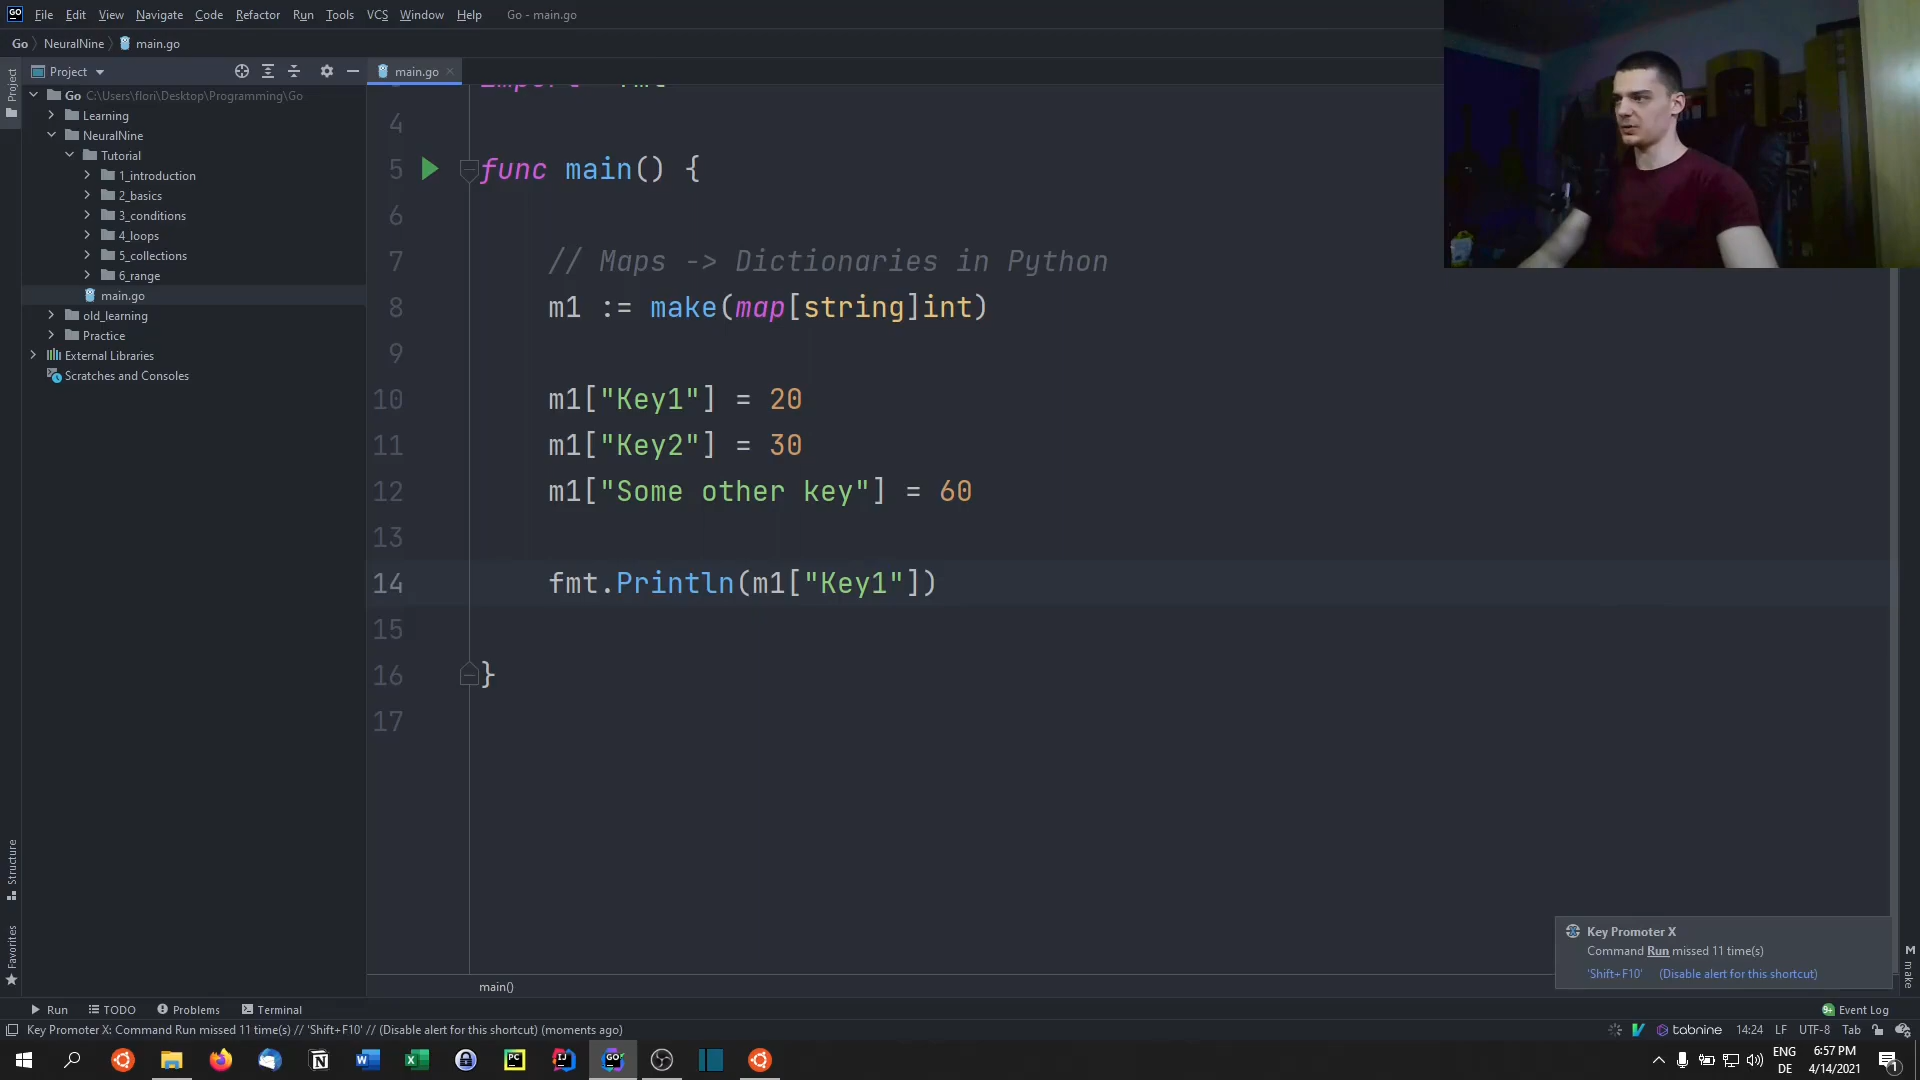 GO File Edit View Navigate Code Refactor Run Tools VCS Window Help Go - main.go
Go NeuralNine main.go
Project
Project
main.go
Go C:\Users\flori\Desktop\Programming\Go
Learning
NeuralNine
Tutorial
1_introduction
2_basics
3_conditions
4_loops
5_collections
6_range
main.go
old_learning
Practice
External Libraries
Scratches and Consoles
4
5 func main() {
6
7 // Maps -> Dictionaries in Python
8 m1 := make(map[string]int)
9
10 m1["Key1"] = 20
11 m1["Key2"] = 30
12 m1["Some other key"] = 60
13
14 fmt.Println(m1["Key1"])
15
16 }
17
Structure
Favorites
Key Promoter X
Command Run missed 11 time(s)
'Shift+F10' (Disable alert for this shortcut)
M make
main()
Run TODO Problems Terminal
Event Log
Key Promoter X: Command Run missed 11 time(s) // 'Shift+F10' // (Disable alert for this shortcut) (moments ago)
tabnine 14:24 LF UTF-8 Tab
ENG
DE
6:57 PM
4/14/2021
1